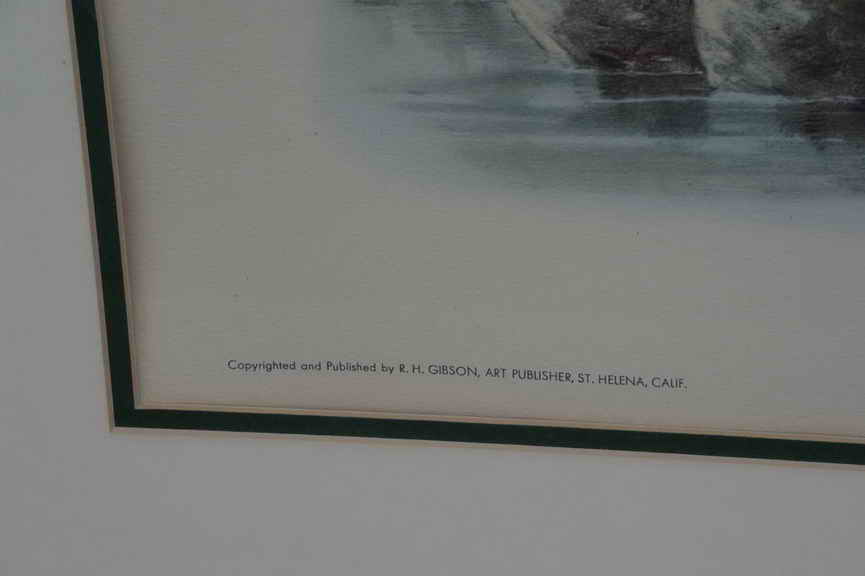 Copyrighted and Published by R. H. GIBSON, ART PUBLISHER, ST. HELENA, CALIF.